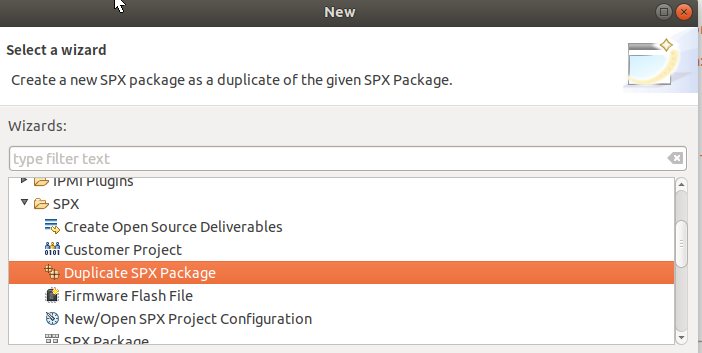 New
Select a wizard
Create a new SPX package as a duplicate of the given SPX Package.
Wizards:
type filter text
IPMI Plugins
SPX
Create Open Source Deliverables
Customer Project
Duplicate SPX Package
Firmware Flash File
New/Open SPX Project Configuration
SPX Package